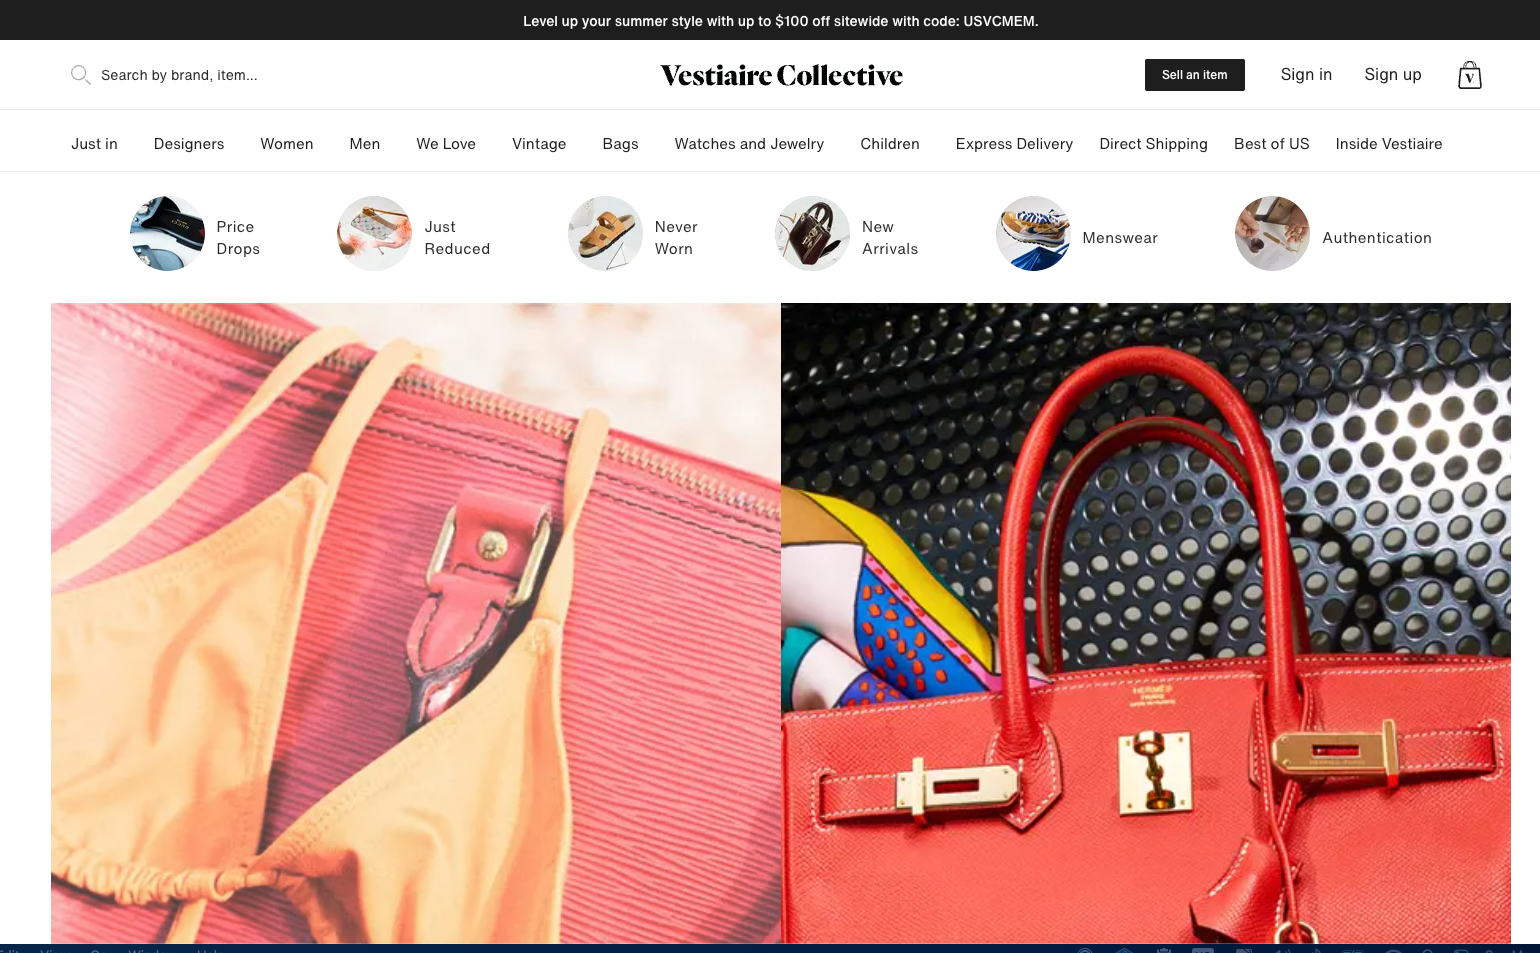 Level up your summer style with up to $100 off sitewide with code: USVCMEM.
Search by brand, item...
Vestiaire Collective
Sell an item
Sign in
Sign up
V
Just in
Designers
Women
Men
We Love
Vintage
Bags
Watches and Jewelry
Children
Express Delivery
Direct Shipping
Best of US
Inside Vestiaire
Price
Drops
Just
Reduced
Never
Worn
New
Arrivals
Menswear
Authentication
HERMÈS
PARIS